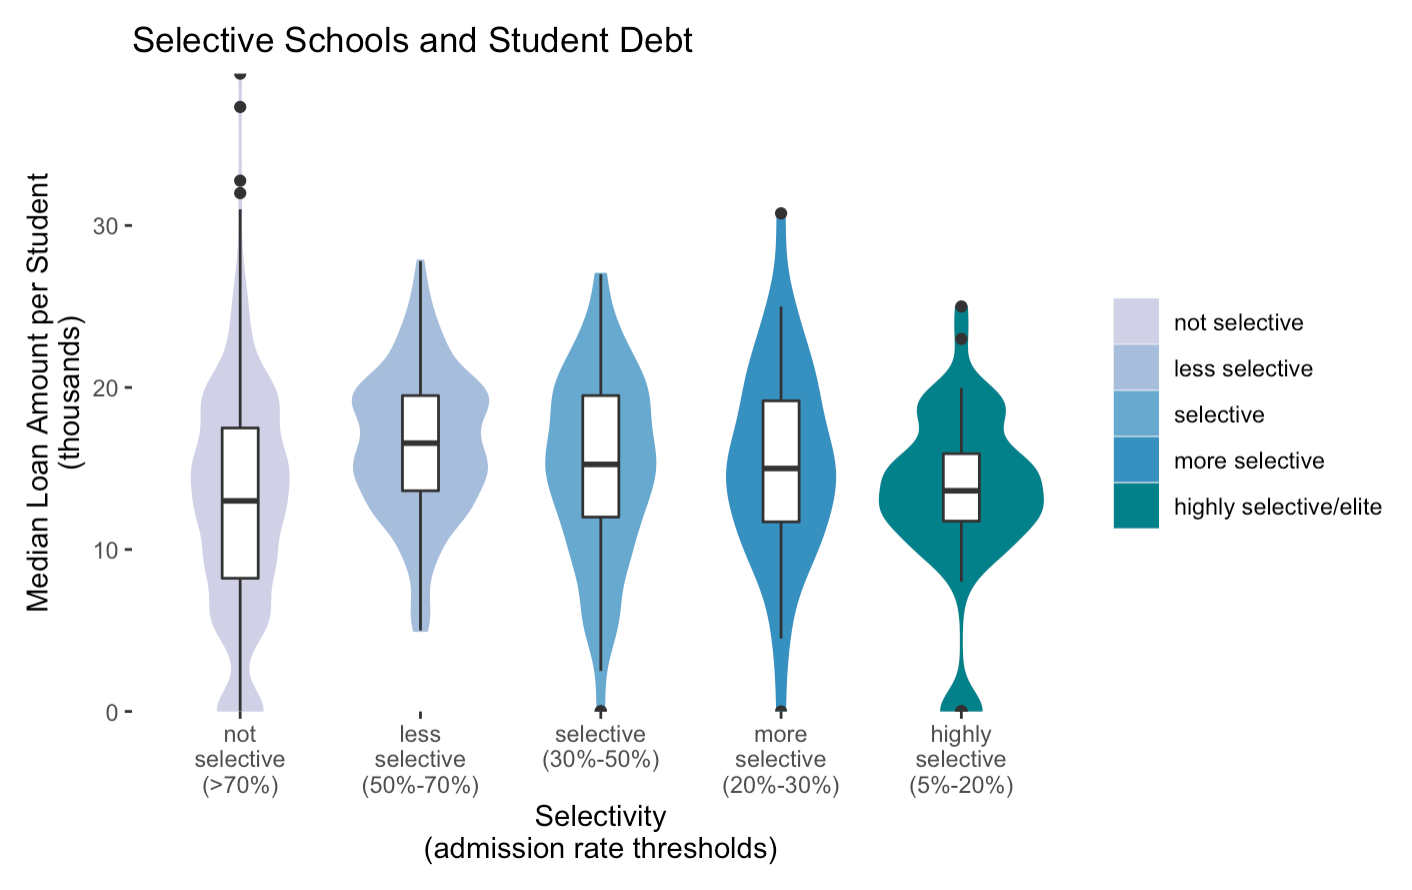 Selective Schools and Student Debt
Median Loan Amount per Student
(thousands)
30
20
10
0
not
selective
(>70%)
less
selective
(50%-70%)
selective
(30%-50%)
more
selective
(20%-30%)
highly
selective
(5%-20%)
Selectivity
(admission rate thresholds)
not selective
less selective
selective
more selective
highly selective/elite